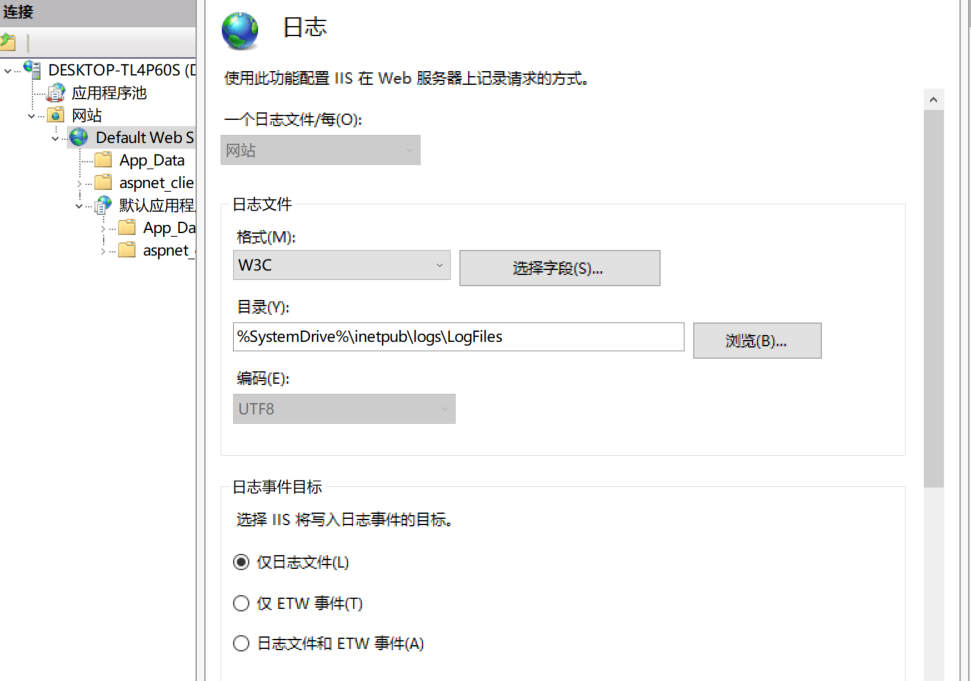 连接
DESKTOP-TL4P60S (D
应用程序池
网站
Default Web S
App_Data
aspnet_clie
默认应用程
App_Da
aspnet_
日志
使用此功能配置 IIS 在 Web 服务器上记录请求的方式。
一个日志文件/每(O):
网站
日志文件
格式(M):
W3C
选择字段(S)...
目录(Y):
%SystemDrive%\inetpub\logs\LogFiles
浏览(B)...
编码(E):
UTF8
日志事件目标
选择 IIS 将写入日志事件的目标。
仅日志文件(L)
仅 ETW 事件(T)
日志文件和 ETW 事件(A)